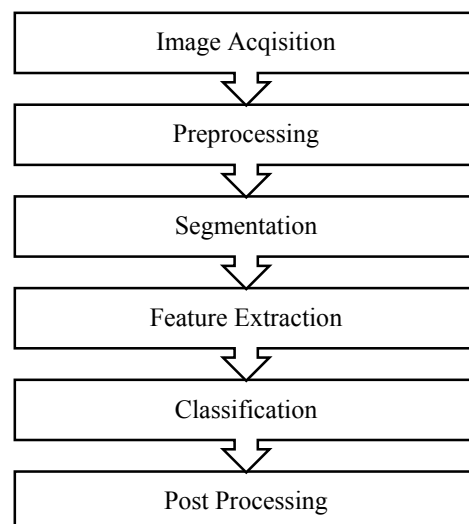 Image Acqisition
Preprocessing
Segmentation
Feature Extraction
Classification
Post Processing